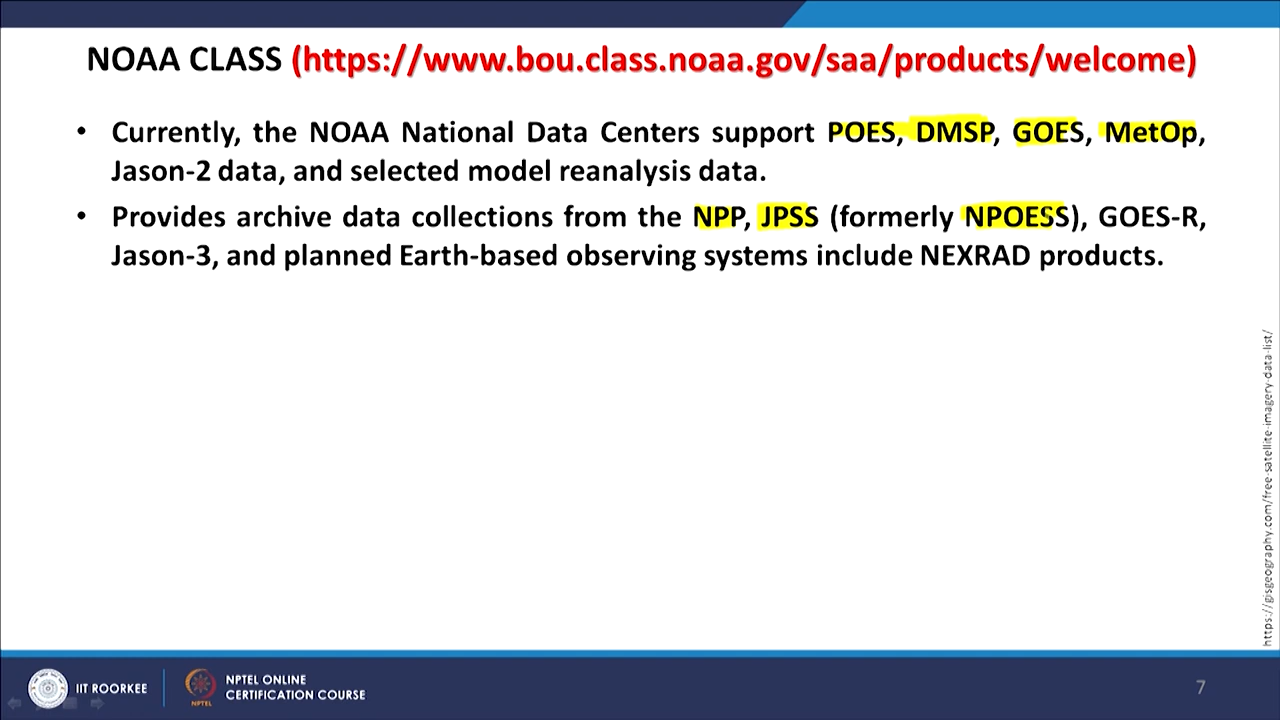 NOAA CLASS (https://www.bou.class.noaa.gov/saa/products/welcome)
• Currently, the NOAA National Data Centers support POES, DMSP, GOES, MetOp,
Jason-2 data, and selected model reanalysis data.
• Provides archive data collections from the NPP, JPSS (formerly NPOESS), GOES-R,
Jason-3, and planned Earth-based observing systems include NEXRAD products.
https://gisgeography.com/free-satellite-imagery-data-list/
IIT ROORKEE
NPTEL
NPTEL ONLINE
CERTIFICATION COURSE
7